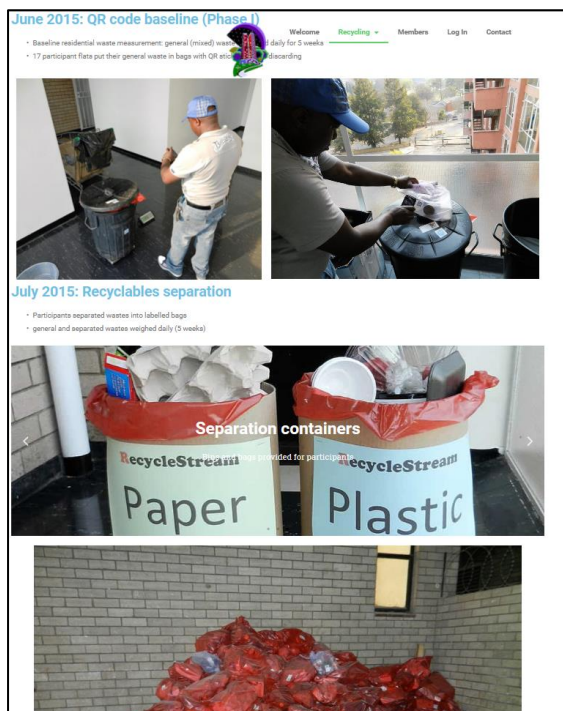 June 2015: QR code baseline (Phase I)
Welcome Recycling Members Log In Contact
• Baseline residential waste measurement: general (mixed) waste daily for 5 weeks
• 17 participant flats put their general waste in bags with QR discarding
July 2015: Recyclables separation
• Participants separated wastes into labelled bags
• general and separated wastes weighed daily (5 weeks)
Separation containers
provided for participants
RecycleStream
Paper
RecycleStream
Plastic